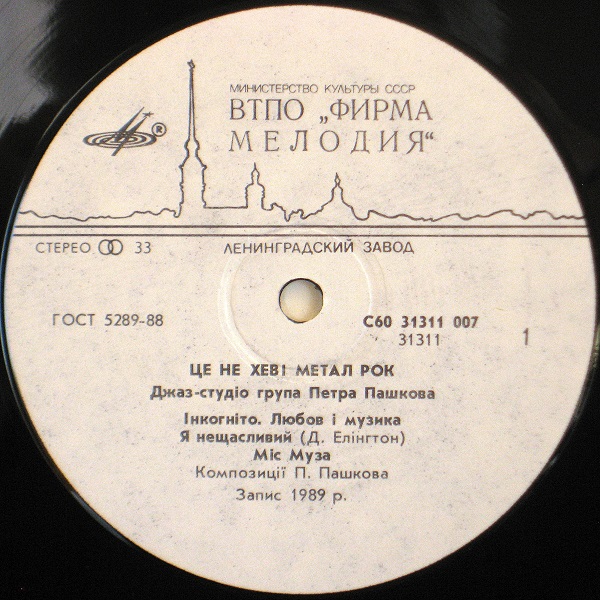 МИНИСТЕРСТВО КУЛЬТУРЫ СССР
ВТПО „ФИРМА
МЕЛОДИЯ“
®
СТЕРЕО 33
ЛЕНИНГРАДСКИЙ ЗАВОД
ГОСТ 5289-88
С60 31311 007
31311
1
ЦЕ НЕ ХЕВІ МЕТАЛ РОК
Джаз-студіо група Петра Пашкова
Інкогніто. Любов і музика
Я нещасливий (Д. Елінгтон)
Міс Муза
Композиції П. Пашкова
Запис 1989 р.